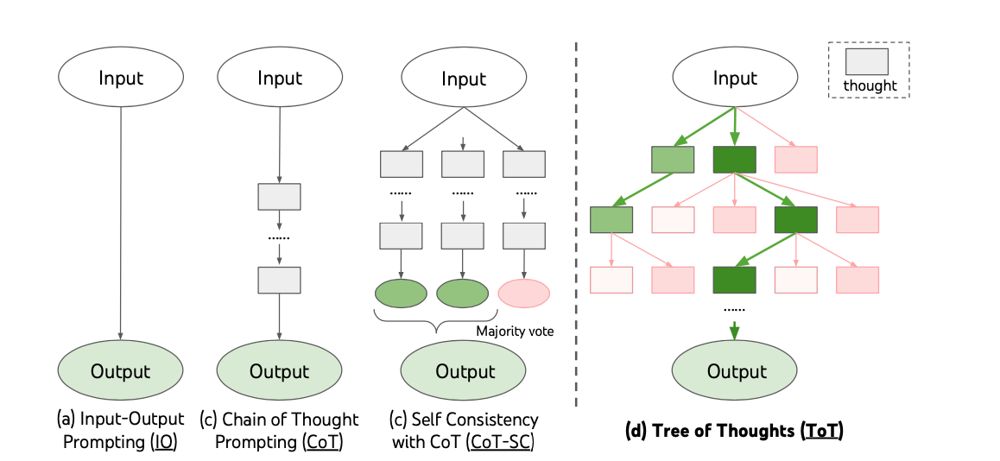 Input
Input
Input
Input
thought
......
......
......
......
......
Majority vote
Output
Output
Output
Output
(a) Input-Output
Prompting (IO)
(c) Chain of Thought
Prompting (CoT)
(c) Self Consistency
with CoT (CoT-SC)
(d) Tree of Thoughts (ToT)